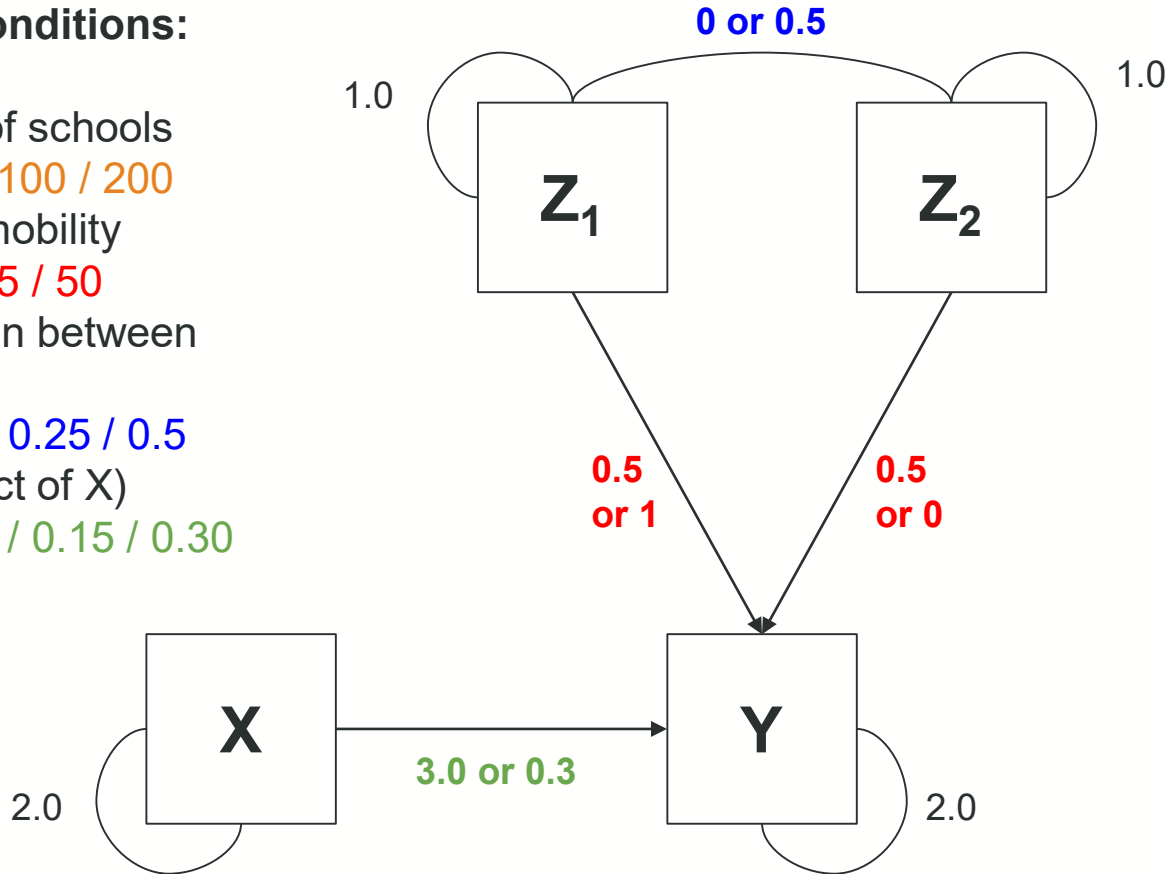 onditions:
of schools
100 / 200
nobility
5 / 50
n between
0.25 / 0.5
ct of X)
/ 0.15 / 0.30
0 or 0.5
1.0
1.0
Z₁
Z₂
0.5
or 1
0.5
or 0
X
Y
3.0 or 0.3
2.0
2.0